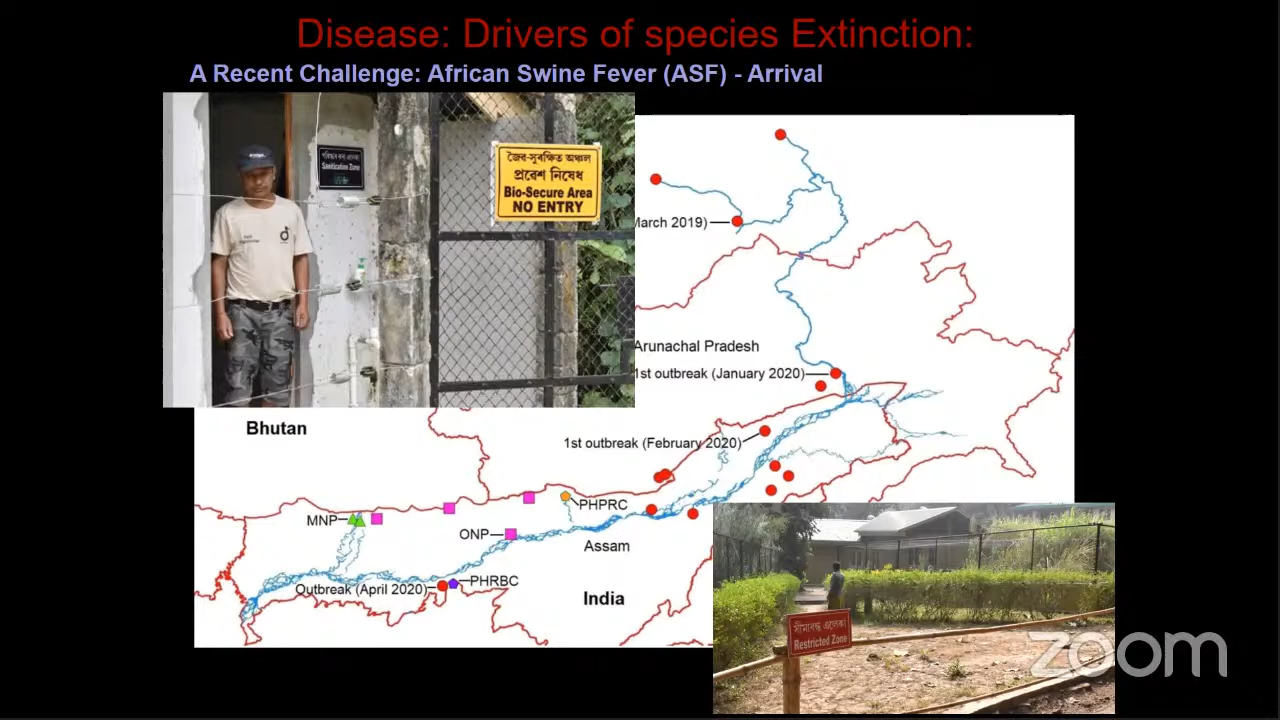 Disease: Drivers of species Extinction:
A Recent Challenge: African Swine Fever (ASF) - Arrival
Sanitization Zone
জৈৱ-সুৰক্ষিত অঞ্চল
প্ৰৱেশ নিষেধ
Bio-Secure Area
NO ENTRY
March 2019)
Arunachal Pradesh
1st outbreak (January 2020)
Bhutan
1st outbreak (February 2020)
PHPRC
MNP
ONP
Assam
PHRBC
Outbreak (April 2020)
India
Restricted Zone
zoom